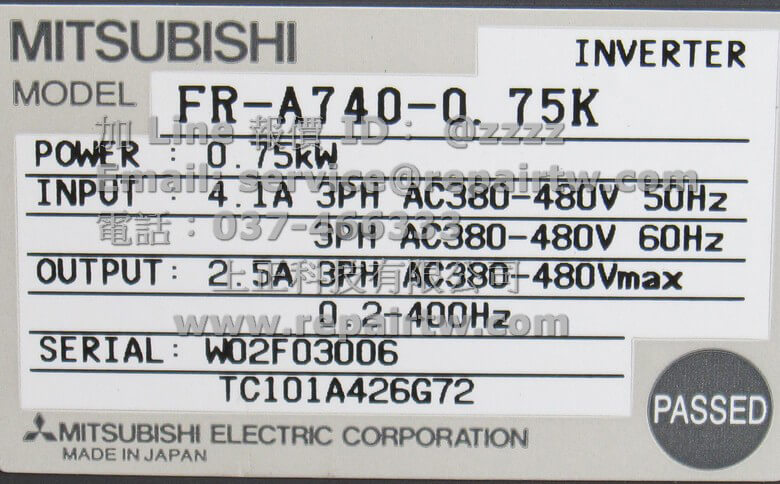 MITSUBISHI
INVERTER
MODEL FR-A740-0.75K
加 Line 報價 ID： @zzzz
POWER : 0.75kW
Email: service@repairtw.com
INPUT : 4.1A 3PH AC380-480V 50Hz
電話：037-466333
3PH AC380-480V 60Hz
上正科技有限公司
OUTPUT: 2.5A 3PH AC380-480Vmax
0.2-400Hz
www.repairtw.com
SERIAL: W02F03006
TC101A426G72
PASSED
MITSUBISHI ELECTRIC CORPORATION
MADE IN JAPAN